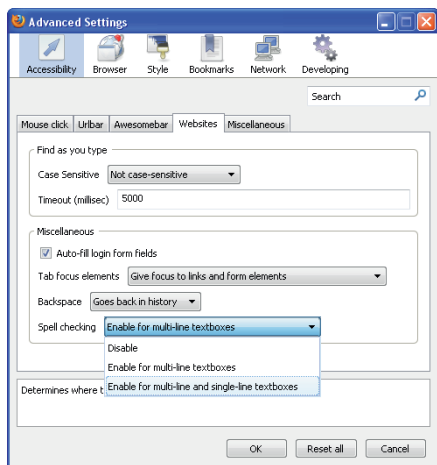 Advanced Settings
Accessibility Browser Style Bookmarks Network Developing
Search
Mouse click Urlbar Awesomebar Websites Miscellaneous
Find as you type
Case Sensitive Not case-sensitive
Timeout (millisec) 5000
Miscellaneous
Auto-fill login form fields
Tab focus elements Give focus to links and form elements
Backspace Goes back in history
Spell checking Enable for multi-line textboxes
Disable
Enable for multi-line textboxes
Determines where t Enable for multi-line and single-line textboxes
OK Reset all Cancel